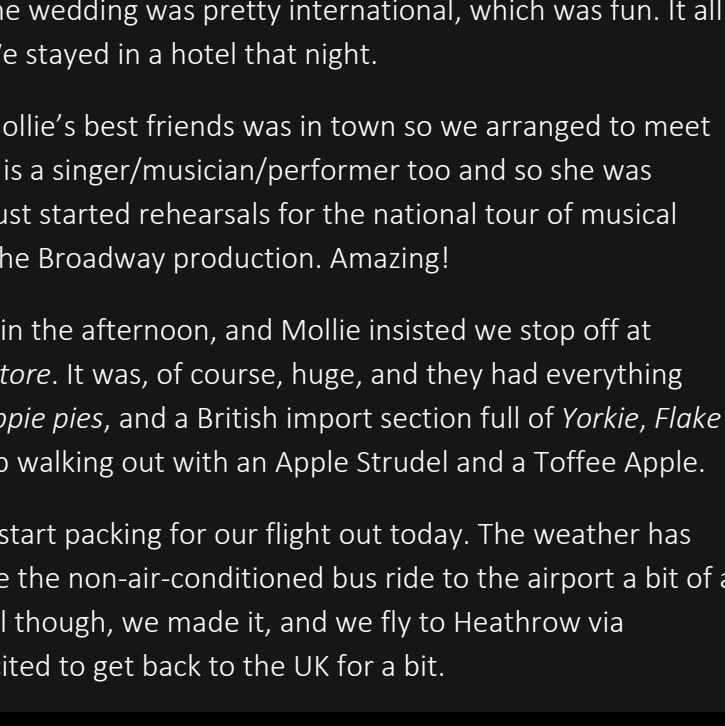 he wedding was pretty international, which was fun. It all
e stayed in a hotel that night.
ollie's best friends was in town so we arranged to meet
is a singer/musician/performer too and so she was
ust started rehearsals for the national tour of musical
he Broadway production. Amazing!
in the afternoon, and Mollie insisted we stop off at
tore. It was, of course, huge, and they had everything
ppie pies, and a British import section full of Yorkie, Flake
walking out with an Apple Strudel and a Toffee Apple.
start packing for our flight out today. The weather has
e the non-air-conditioned bus ride to the airport a bit of a
l though, we made it, and we fly to Heathrow via
ited to get back to the UK for a bit.